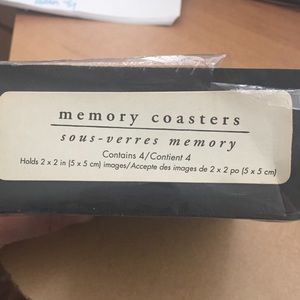 memory coasters
sous-verres memory
Contains 4/Contient 4
Holds 2 x 2 in (5 x 5 cm) images/Accepte des images de 2 x 2 po (5 x 5 cm)